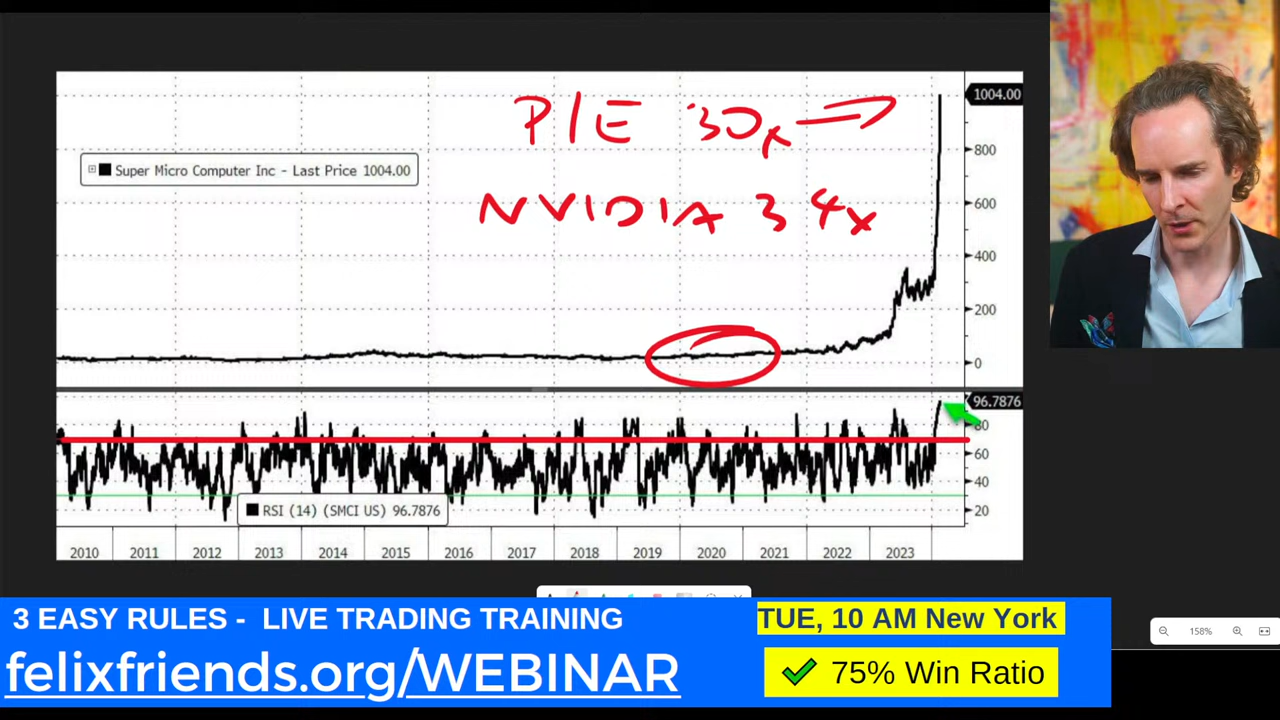 P/E 30x
1004.00
Super Micro Computer Inc - Last Price 1004.00
800
NVIDIA 34x
600
400
200
0
96.7876
80
60
40
RSI (14) (SMCI US) 96.7876
20
2010 2011 2012 2013 2014 2015 2016 2017 2018 2019 2020 2021 2022 2023
3 EASY RULES - LIVE TRADING TRAINING
TUE, 10 AM New York
felixfriends.org/WEBINAR
75% Win Ratio
158%